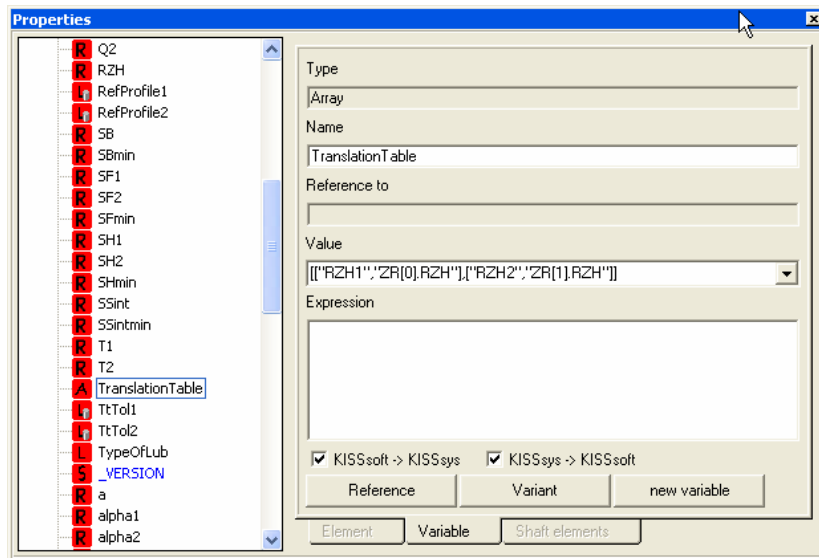 Properties
R Q2
R RZH
L RefProfile1
L RefProfile2
R SB
R SBmin
R SF1
R SF2
R SFmin
R SH1
R SH2
R SHmin
R SSint
R SSintmin
R T1
R T2
A TranslationTable
L TtTol1
L TtTol2
L TypeOfLub
S _VERSION
R a
R alpha1
R alpha2
Type
Array
Name
TranslationTable
Reference to
Value
[["RZH1","ZR[0].RZH"],["RZH2","ZR[1].RZH"]]
Expression
KISSsoft -> KISSsys KISSsys -> KISSsoft
Reference Variant new variable
Element Variable Shaft elements